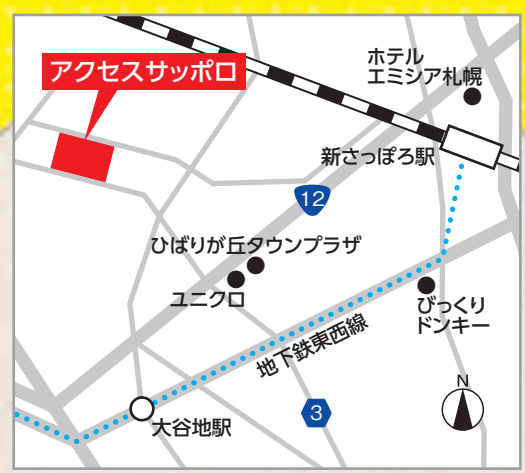 ホテル
エミシア札幌
アクセスサッポロ
新さっぽろ駅
12
ひばりが丘タウンプラザ
ユニクロ
びっくり
ドンキー
地下鉄東西線
大谷地駅
3
N